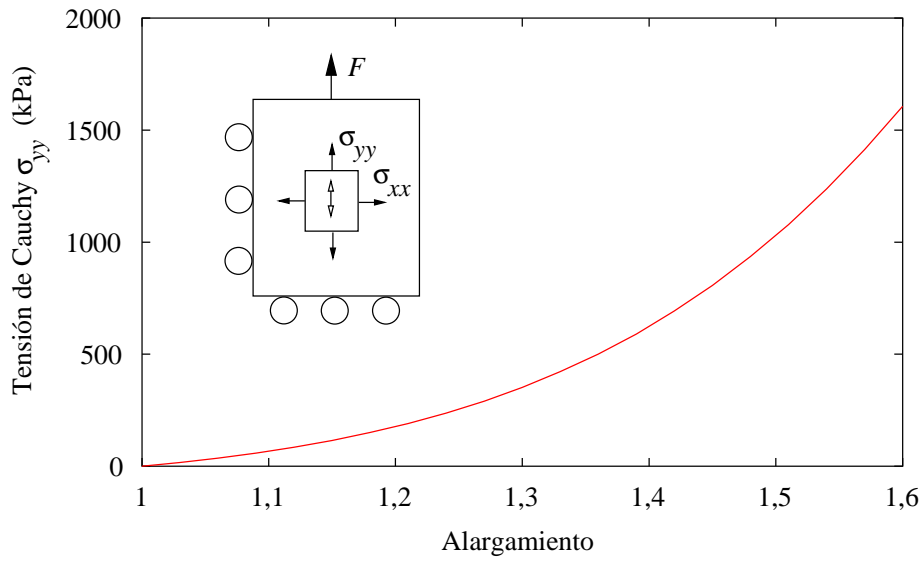 2000
1500
1000
500
0
Tensión de Cauchy σyy (kPa)
F
σyy
σxx
1 1,1 1,2 1,3 1,4 1,5 1,6
Alargamiento